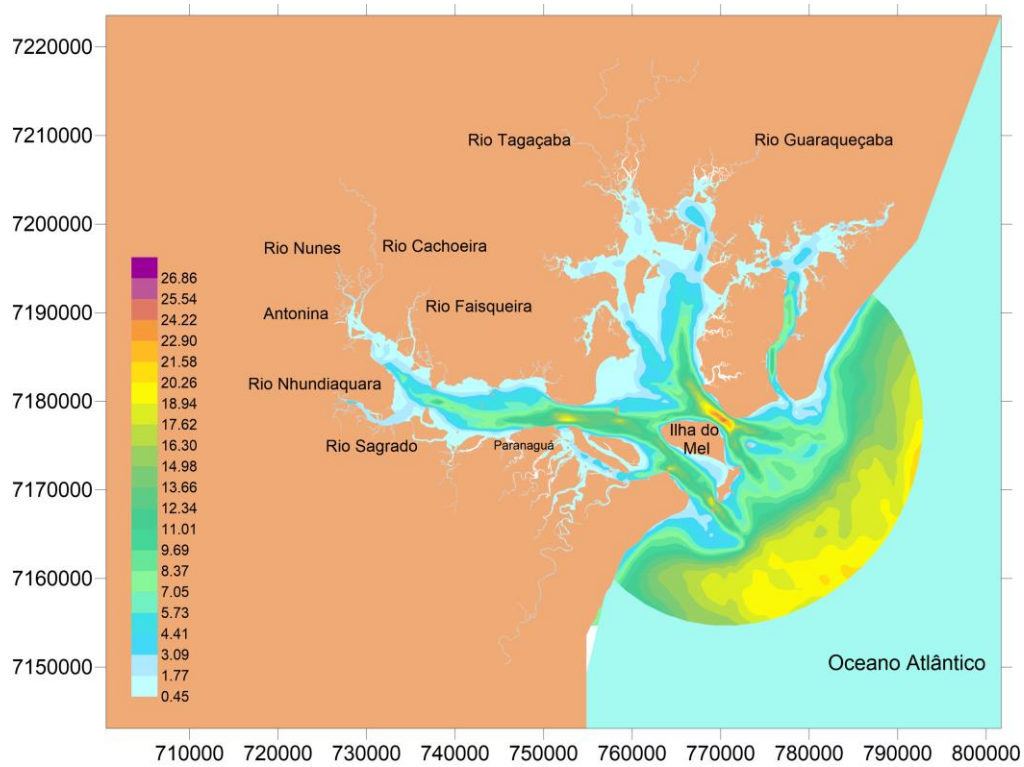 7220000
7210000
7200000
7190000
7180000
7170000
7160000
7150000
Rio Tagaçaba
Rio Guaraqueçaba
Rio Nunes
Rio Cachoeira
Antonina
Rio Faisqueira
Rio Nhundiaquara
Rio Sagrado
Paranaguá
Ilha do
Mel
Oceano Atlântico
26.86
25.54
24.22
22.90
21.58
20.26
18.94
17.62
16.30
14.98
13.66
12.34
11.01
9.69
8.37
7.05
5.73
4.41
3.09
1.77
0.45
710000 720000 730000 740000 750000 760000 770000 780000 790000 800000